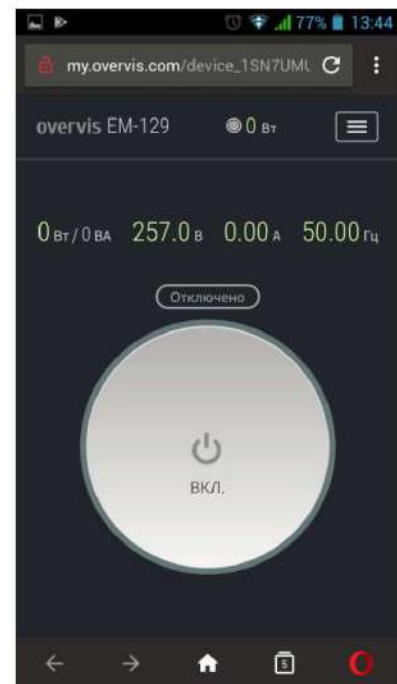 77% 13:44
my.overvis.com/device_1SN7UMU
overvis EM-129 0 Вт
0 Вт / 0 ВА 257.0 В 0.00 А 50.00 Гц
Отключено
ВКЛ.
5